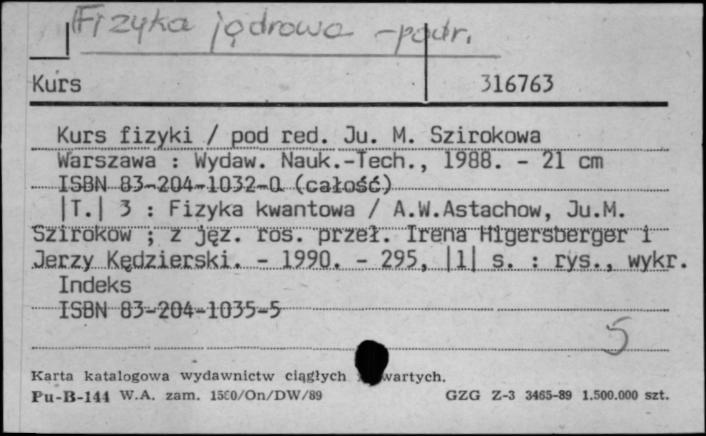 Fizyka jądrowa - podr.
Kurs 316763
Kurs fizyki / pod red. Ju. M. Szirokowa
Warszawa : Wydaw. Nauk.-Tech., 1988. - 21 cm
ISBN 83-204-1032-0 (całość)
|T.| 3 : Fizyka kwantowa / A.W.Astachow, Ju.M.
Szirokow ; z jęz. ros. przeł. Irena Higersberger i
Jerzy Kędzierski. - 1990. - 295, |1| s. : rys., wykr.
Indeks
ISBN 83-204-1035-5
5
Karta katalogowa wydawnictw ciągłych wartych.
Pu-B-144 W.A. zam. /On/DW/89 GZG Z-3 3465-89 1.500.000 szt.